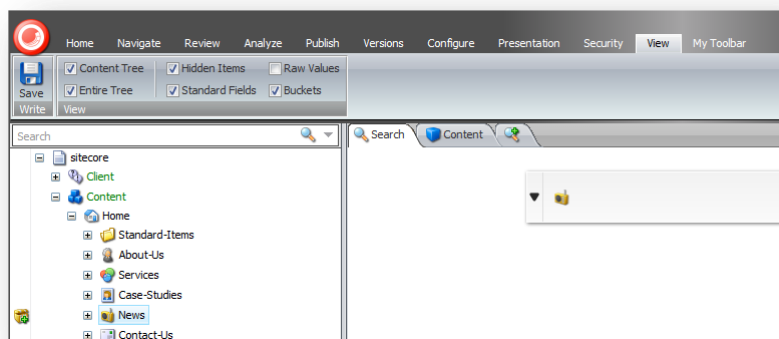 Home Navigate Review Analyze Publish Versions Configure Presentation Security View My Toolbar
Save
Content Tree Hidden Items Raw Values
Entire Tree Standard Fields Buckets
Write View
Search
Search Content
sitecore
Client
Content
Home
Standard-Items
About-Us
Services
Case-Studies
News
Contact-Us